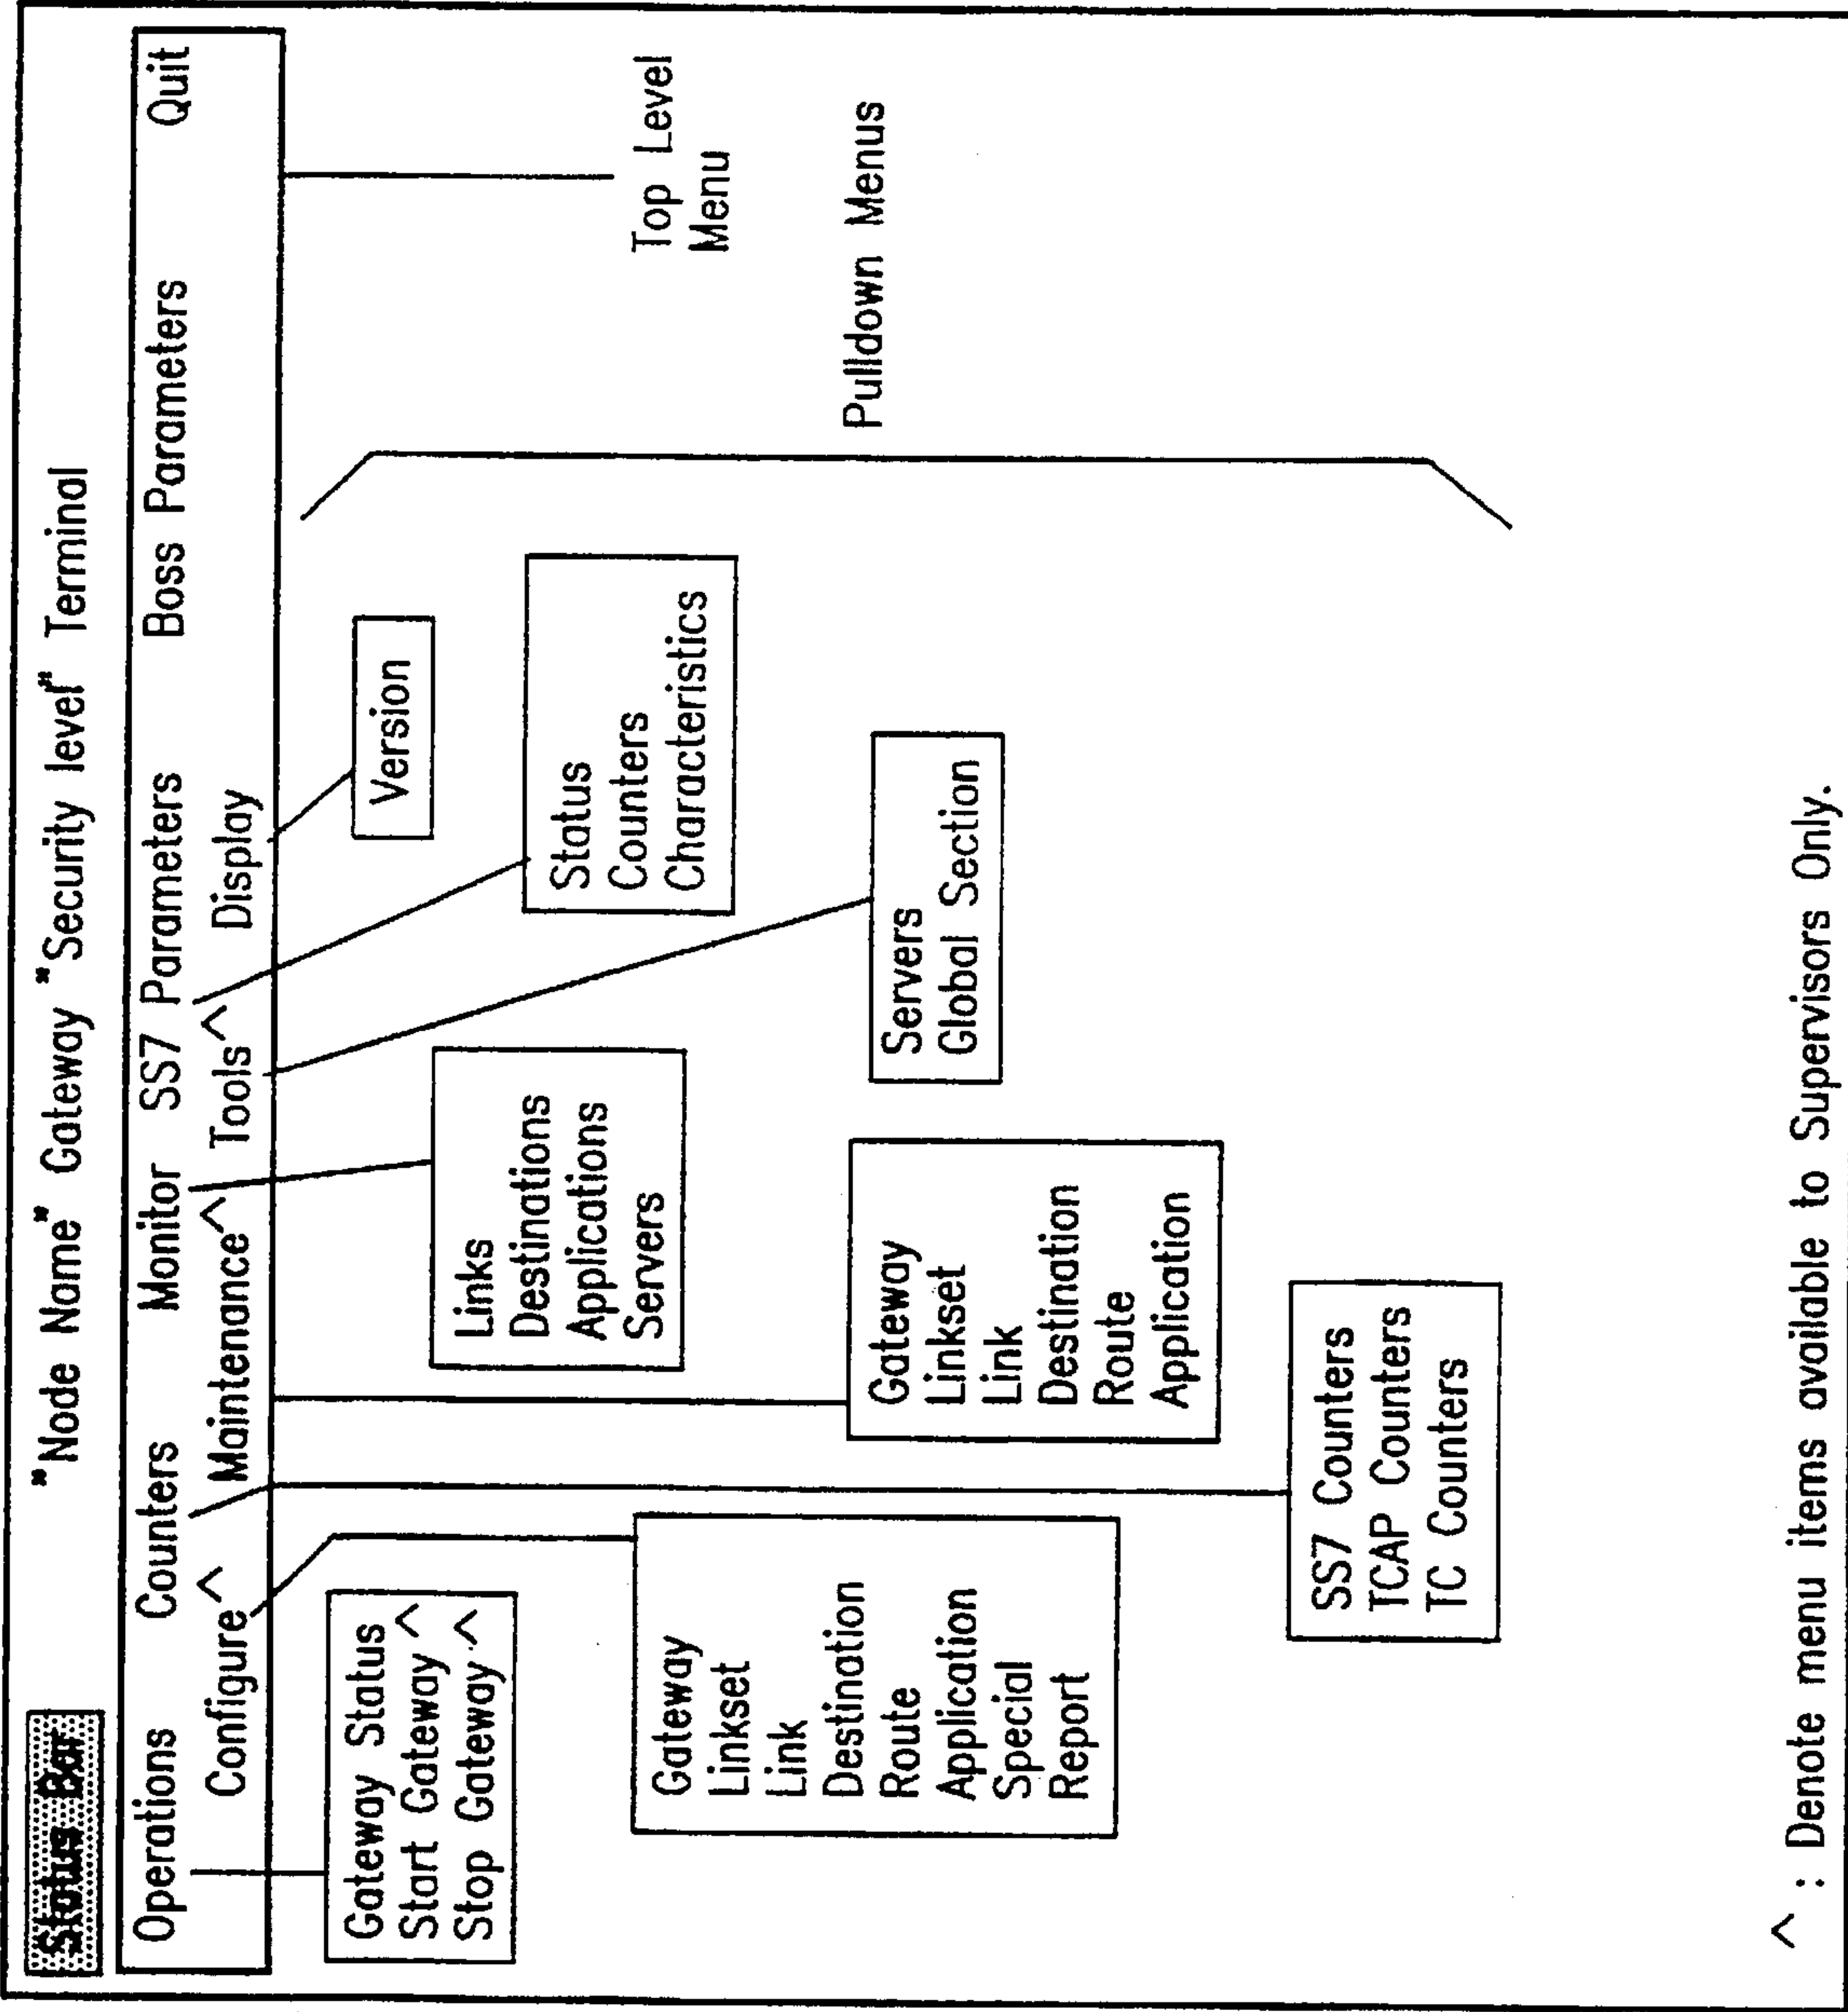 Status Bar
"Node Name" Gateway "Security level" Terminal
Operations Counters Monitor SS7 Parameters Boss Parameters Quit
Configure^ Maintenance^ Tools^ Display
Gateway Status
Start Gateway^
Stop Gateway^
Gateway
Linkset
Link
Destination
Route
Application
Special
Report
SS7 Counters
TCAP Counters
TC Counters
Gateway
Linkset
Link
Destination
Route
Application
Links
Destinations
Applications
Servers
Servers
Global Section
Status
Counters
Characteristics
Version
Top Level
Menu
Pulldown Menus
^ : Denote menu items available to Supervisors Only.